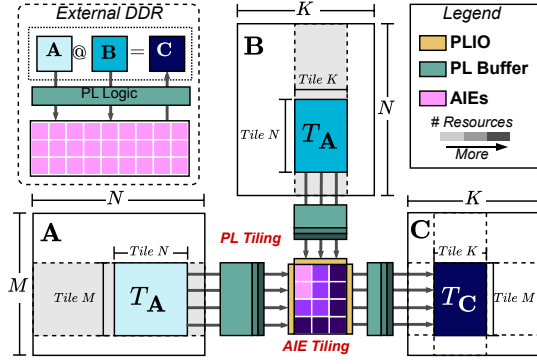 External DDR
A @ B = C
PL Logic
K
B
Tile K
Tile N
T_A
N
Legend
PLIO
PL Buffer
AIEs
# Resources
More
N
A
Tile N
M
Tile M
T_A
PL Tiling
AIE Tiling
K
C
Tile K
T_C
Tile M